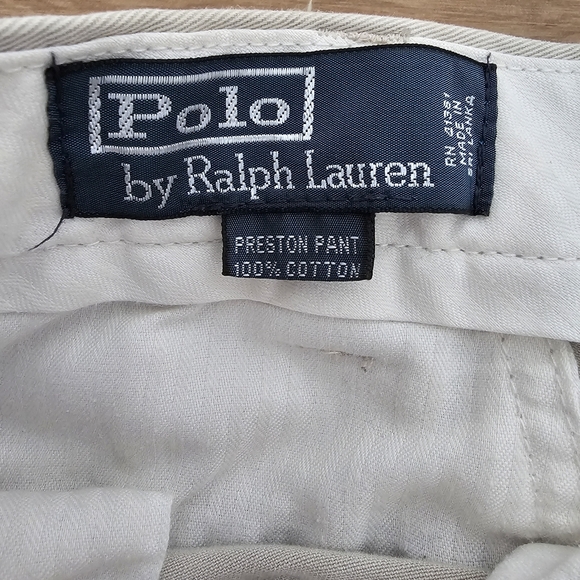 Polo
by Ralph Lauren
RN 41381
MADE IN
SRI LANKA
PRESTON PANT
100% COTTON